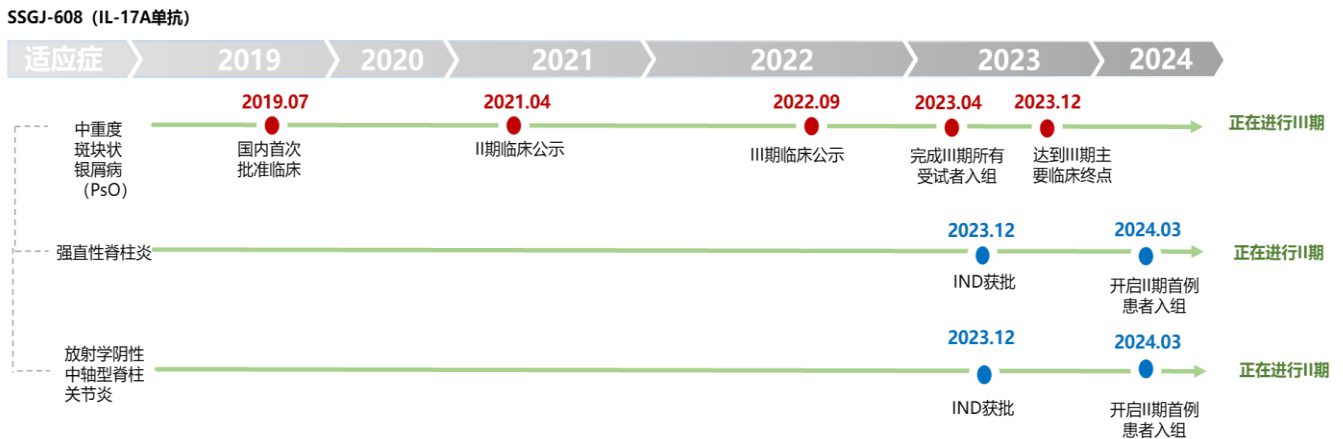 SSGJ-608（IL-17A单抗）
适应症 2019 2020 2021 2022 2023 2024
2019.07 2021.04 2022.09 2023.04 2023.12
中重度
斑块状
银屑病
（PsO）
国内首次
批准临床
II期临床公示
III期临床公示
完成III期所有
受试者入组
达到III期主
要临床终点
正在进行III期
2023.12 2024.03
强直性脊柱炎
IND获批
开启II期首例
患者入组
正在进行II期
2023.12 2024.03
放射学阴性
中轴型脊柱
关节炎
IND获批
开启II期首例
患者入组
正在进行II期